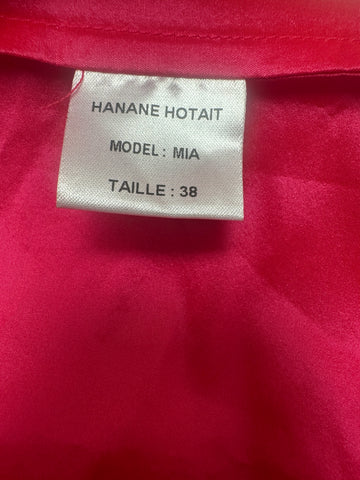 HANANE HOTAIT
MODEL : MIA
TAILLE : 38